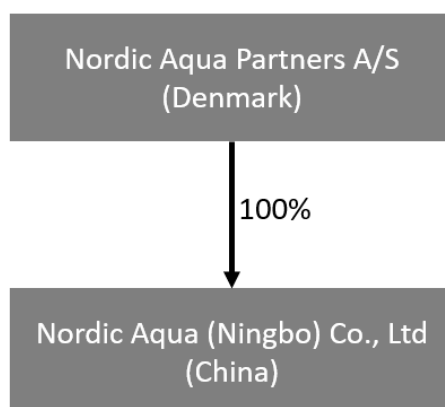 Nordic Aqua Partners A/S
(Denmark)
100%
Nordic Aqua (Ningbo) Co., Ltd
(China)